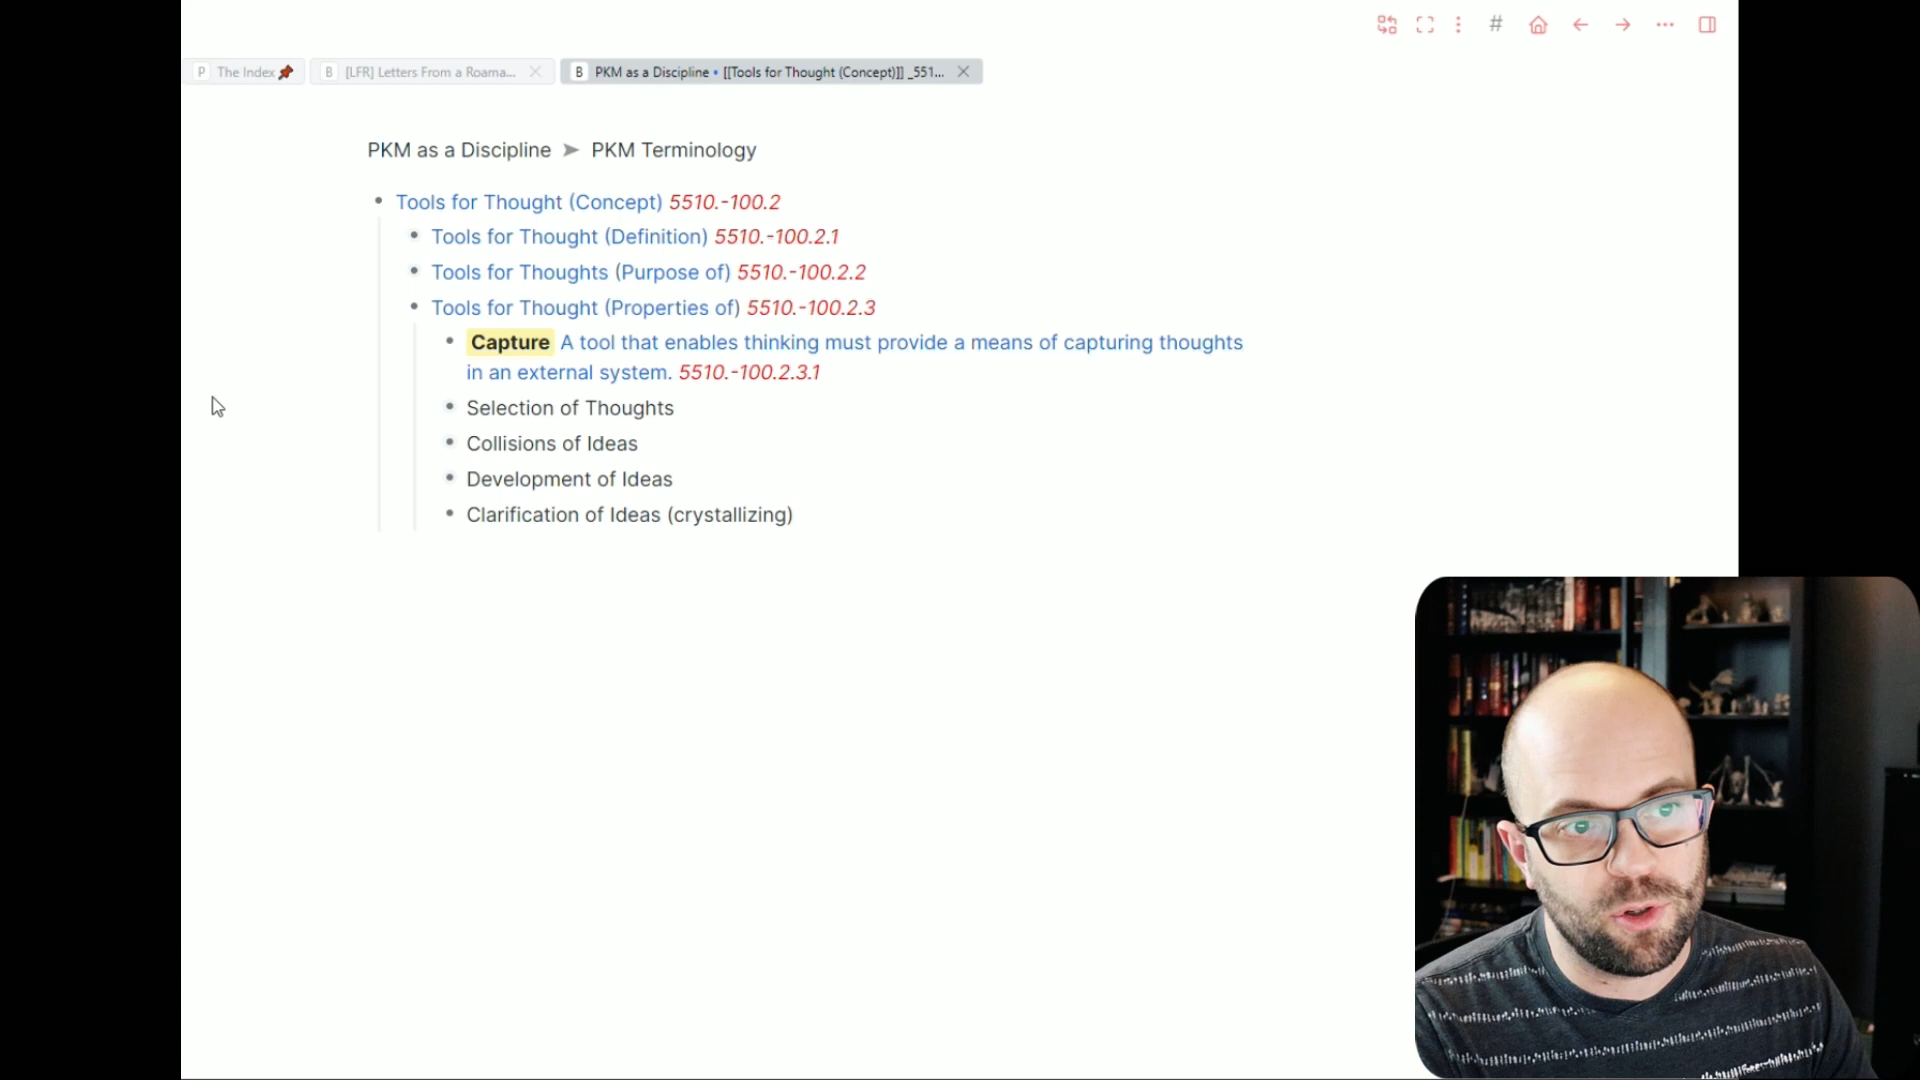 P The Index
B [LFR] Letters From a Roama...
B PKM as a Discipline • [[Tools for Thought (Concept)]] _551...
PKM as a Discipline ➤ PKM Terminology
Tools for Thought (Concept) 5510.-100.2
Tools for Thought (Definition) 5510.-100.2.1
Tools for Thoughts (Purpose of) 5510.-100.2.2
Tools for Thought (Properties of) 5510.-100.2.3
Capture A tool that enables thinking must provide a means of capturing thoughts
in an external system. 5510.-100.2.3.1
Selection of Thoughts
Collisions of Ideas
Development of Ideas
Clarification of Ideas (crystallizing)